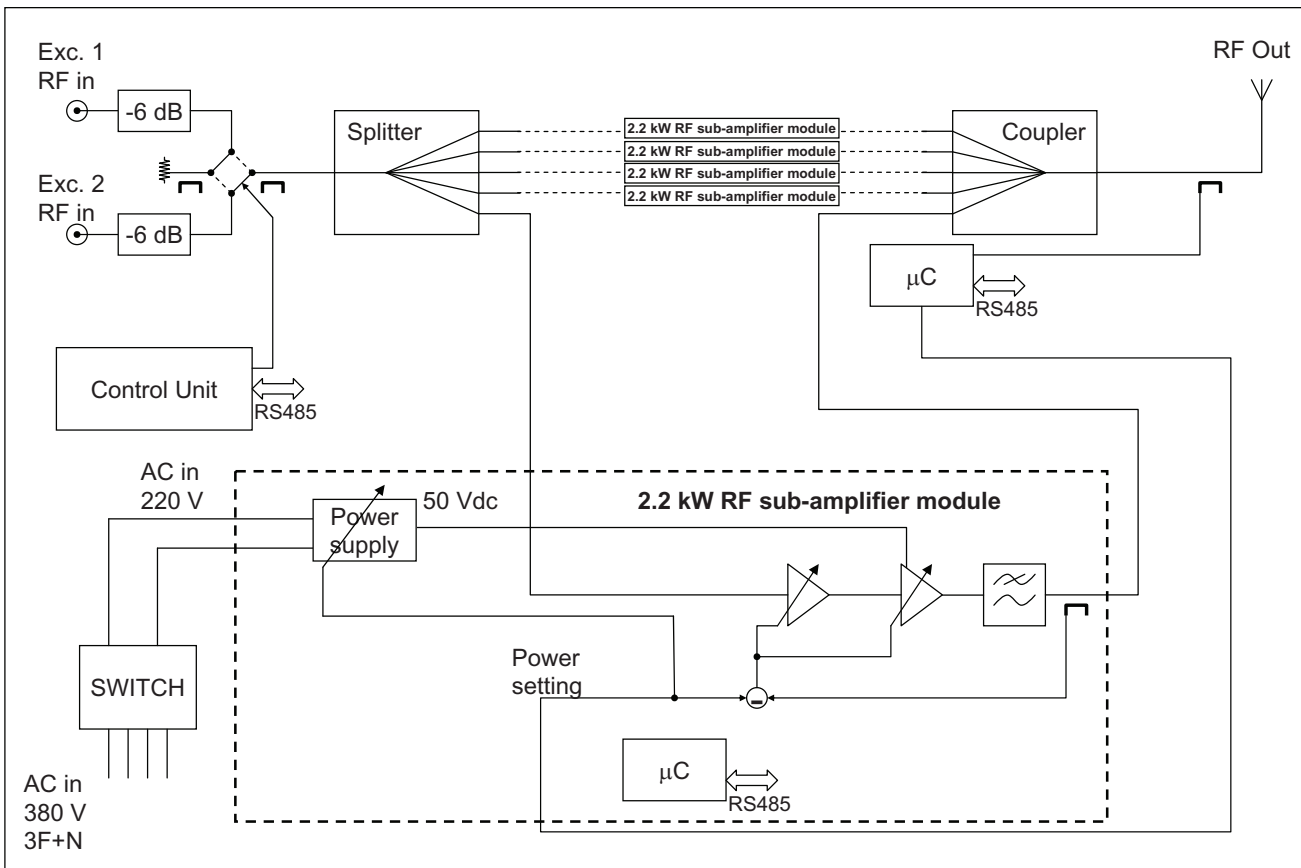 Exc. 1
RF in
-6 dB
Exc. 2
RF in
-6 dB
Splitter
2.2 kW RF sub-amplifier module
2.2 kW RF sub-amplifier module
2.2 kW RF sub-amplifier module
2.2 kW RF sub-amplifier module
Coupler
RF Out
μC
RS485
Control Unit
RS485
AC in
220 V
Power
supply
50 Vdc
2.2 kW RF sub-amplifier module
SWITCH
Power
setting
μC
RS485
AC in
380 V
3F+N